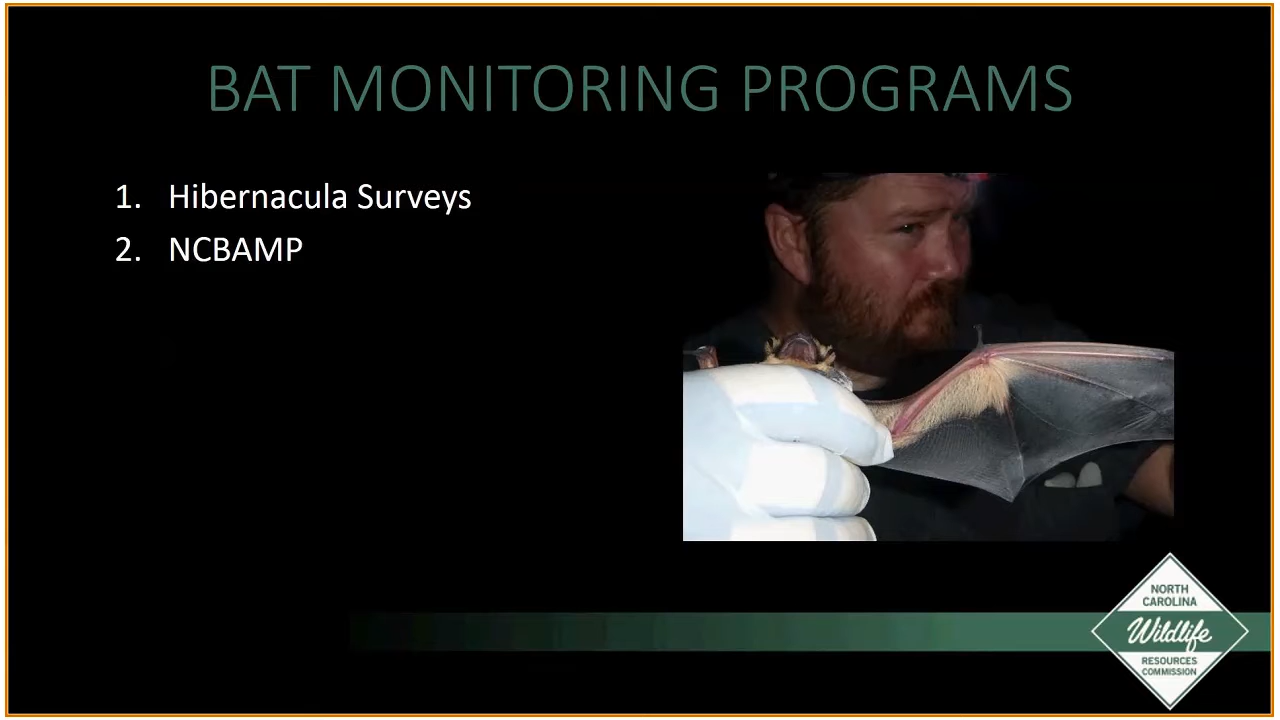 BAT MONITORING PROGRAMS
1. Hibernacula Surveys
2. NCBAMP
NORTH
CAROLINA
Wildlife
RESOURCES
COMMISSION